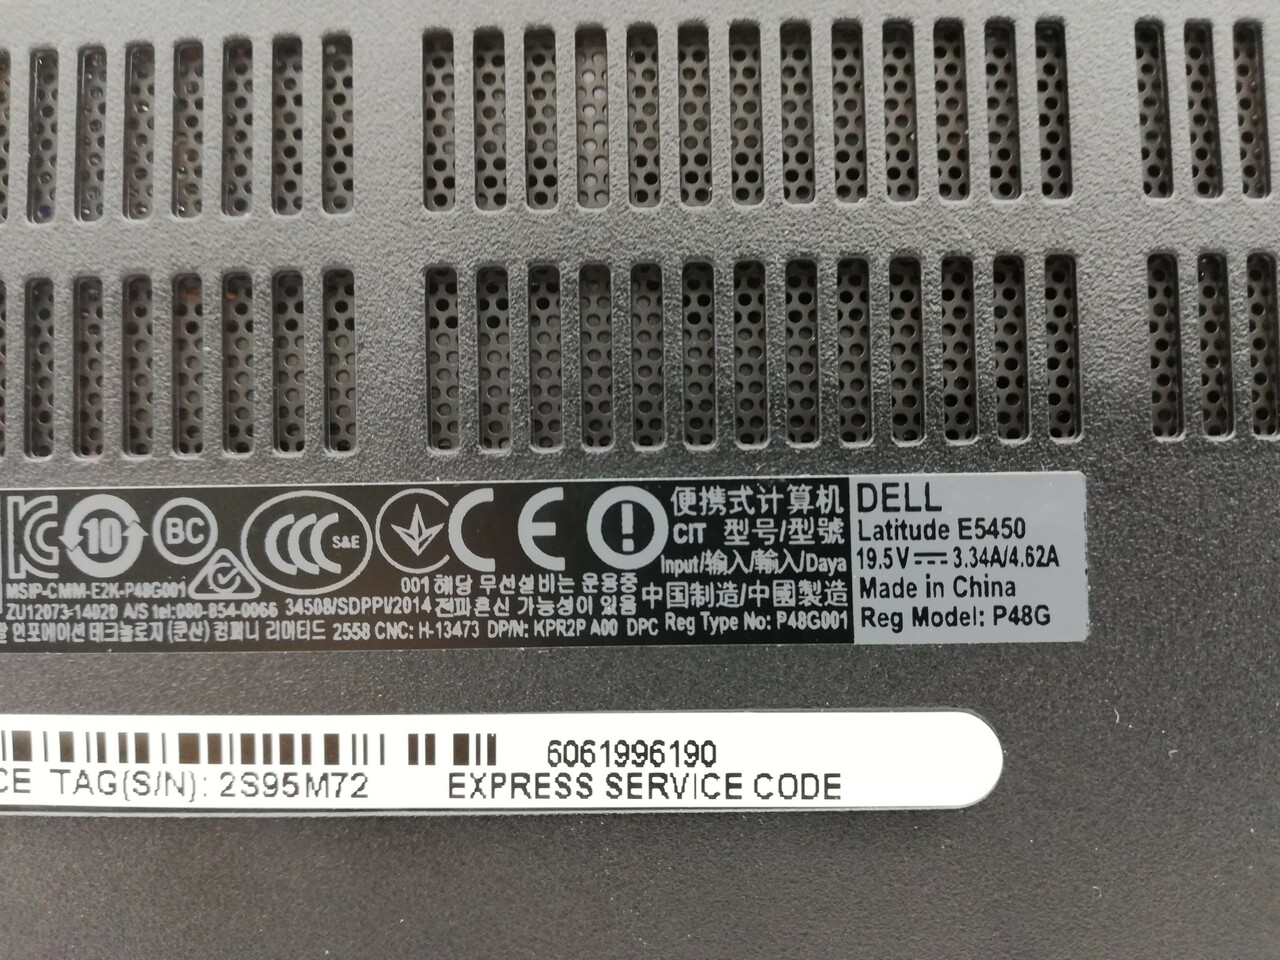 10
BC
CCC S&E
CE
便携式计算机
CIT 型号/型號
Input/输入/輸入/Daya
中国制造/中國製造
Reg Type No: P48G001
MSIP-CMM-E2K-P48G001
001 해당 무선설비는 운용중
ZU12073-14020 A/S tel:080-854-0066 34508/SDPPI/2014 전파혼신 가능성이 있음
인포메이션 테크놀로지 (쿤산) 컴퍼니 리미티드 2558 CNC: H-13473 DP/N: KPR2P A00 DPC
DELL
Latitude E5450
19.5V⎓3.34A/4.62A
Made in China
Reg Model: P48G
6061996190
CE TAG(S/N): 2S95M72 EXPRESS SERVICE CODE